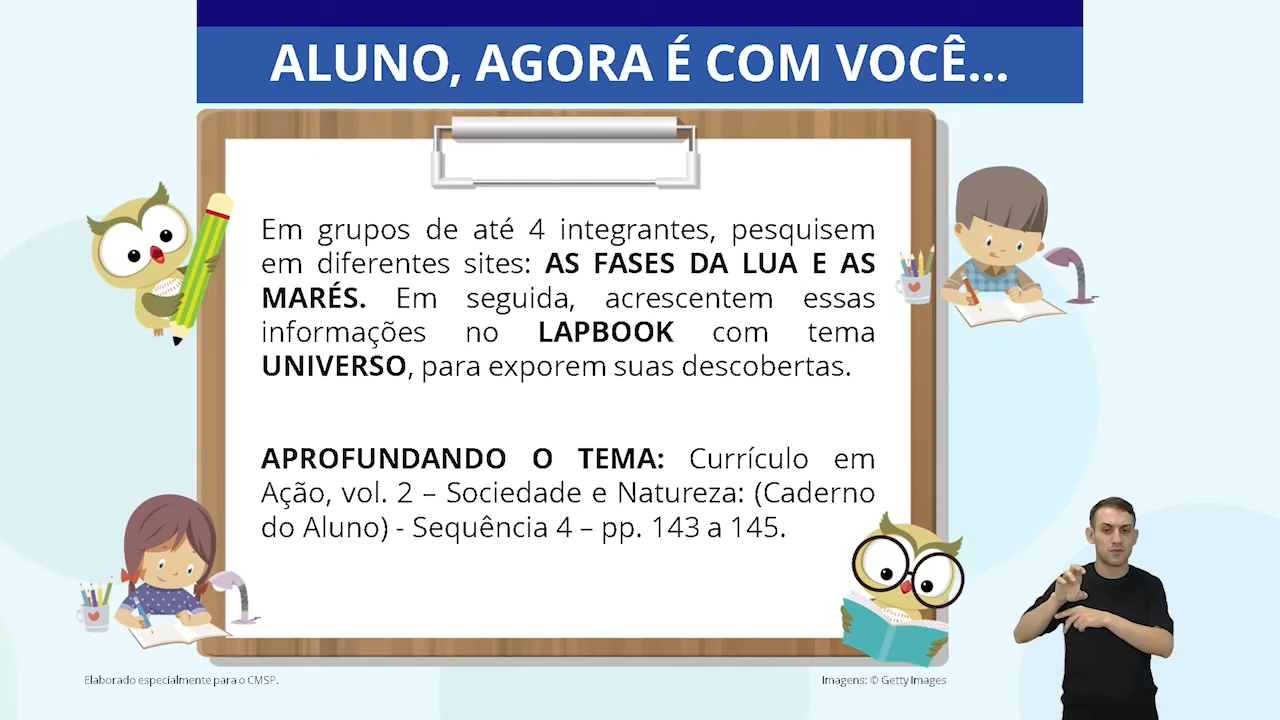 ALUNO, AGORA É COM VOCÊ...
Em grupos de até 4 integrantes, pesquisem
em diferentes sites: AS FASES DA LUA E AS
MARÉS. Em seguida, acrescentem essas
informações no LAPBOOK com tema
UNIVERSO, para exporem suas descobertas.
APROFUNDANDO O TEMA: Currículo em
Ação, vol. 2 – Sociedade e Natureza: (Caderno
do Aluno) - Sequência 4 – pp. 143 a 145.
Elaborado especialmente para o CMSP.
Imagens: © Getty Images